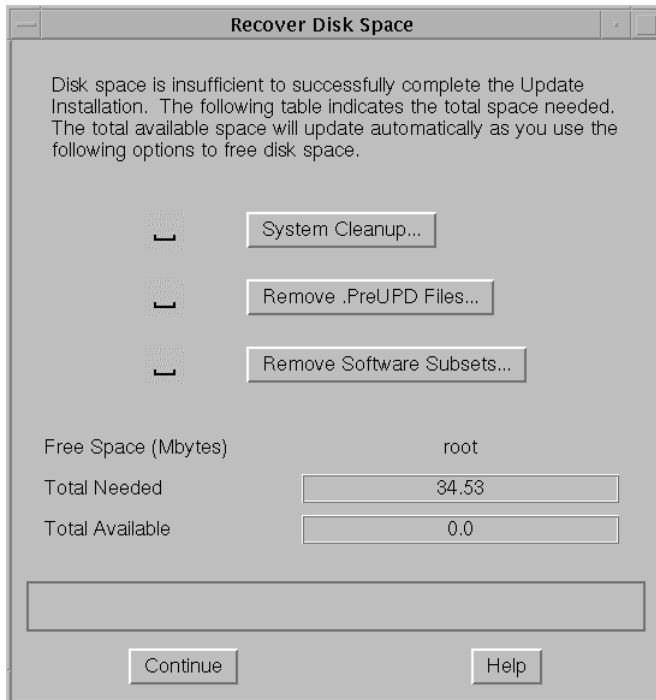 Recover Disk Space
Disk space is insufficient to successfully complete the Update
Installation. The following table indicates the total space needed.
The total available space will update automatically as you use the
following options to free disk space.
System Cleanup...
Remove .PreUPD Files...
Remove Software Subsets...
Free Space (Mbytes) root
Total Needed 34.53
Total Available 0.0
Continue Help